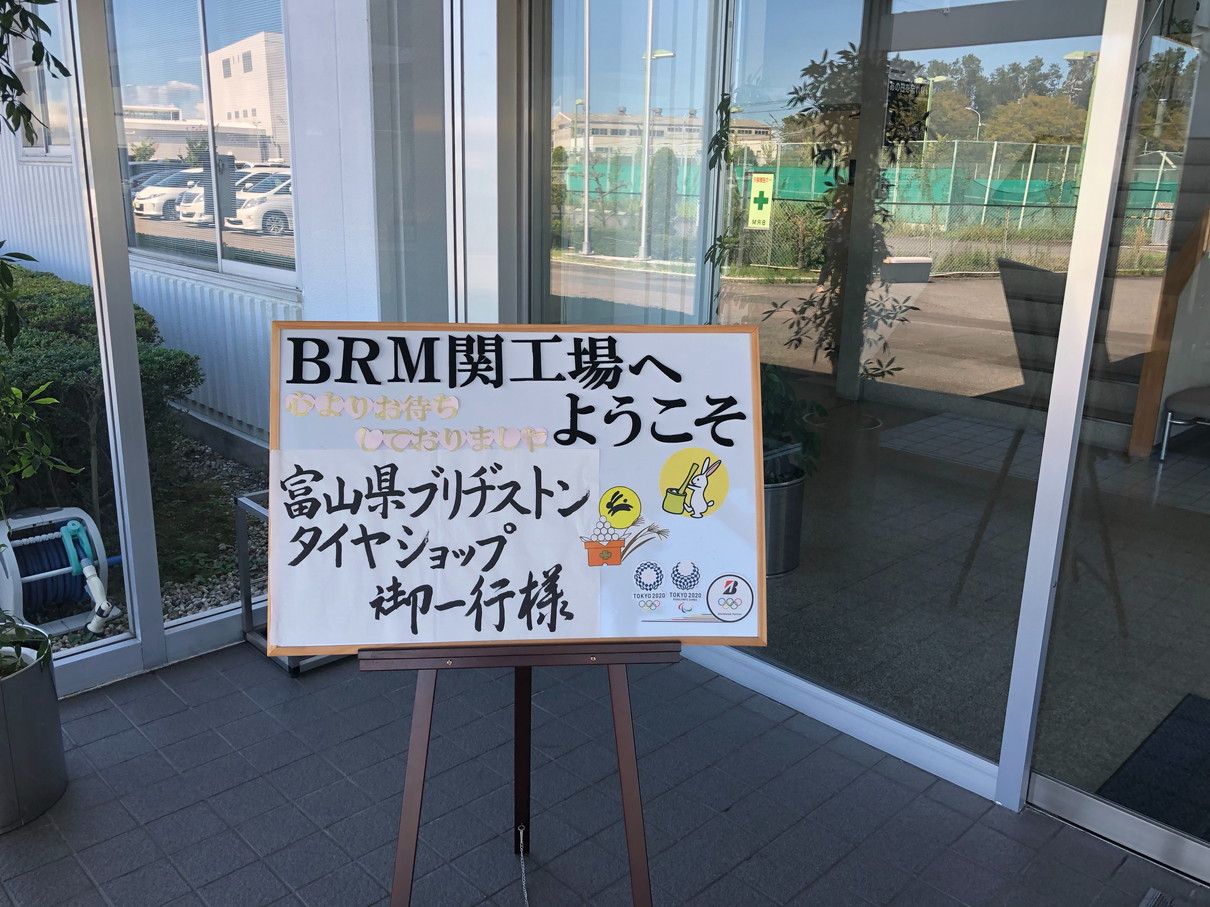 BRM関工場へ
ようこそ
心よりお待ち
しておりました
富山県ブリヂストン
タイヤショップ
御一行様
TOKYO 2020
TOKYO 2020